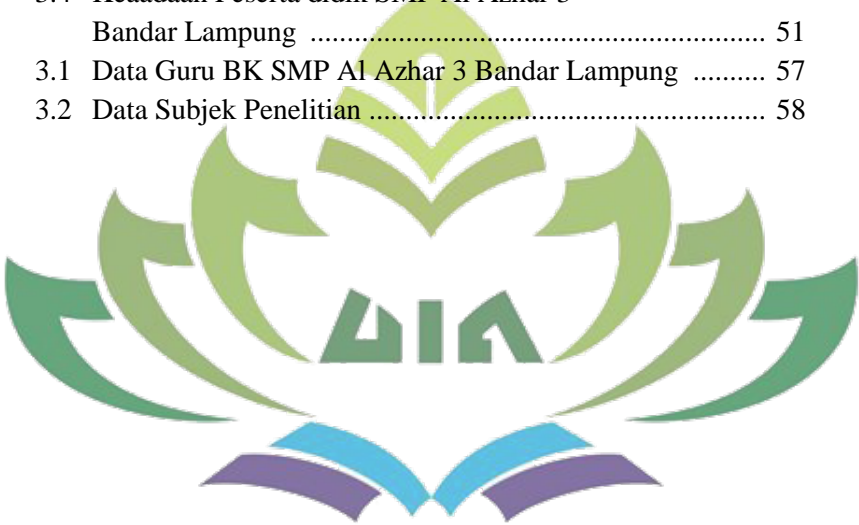 Bandar Lampung ................................................................ 51
3.1 Data Guru BK SMP Al Azhar 3 Bandar Lampung .......... 57
3.2 Data Subjek Penelitian ....................................................... 58
UIN